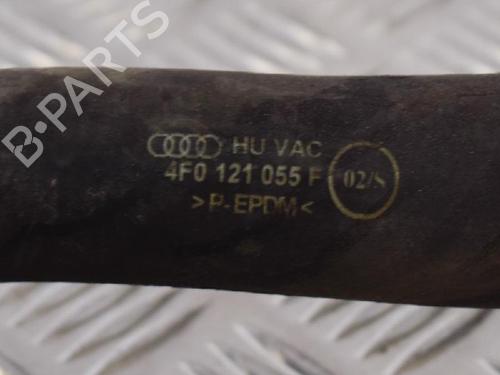 B-PARTS
HU VAC
4F0 121 055 F
02/8
>P-EPDM<